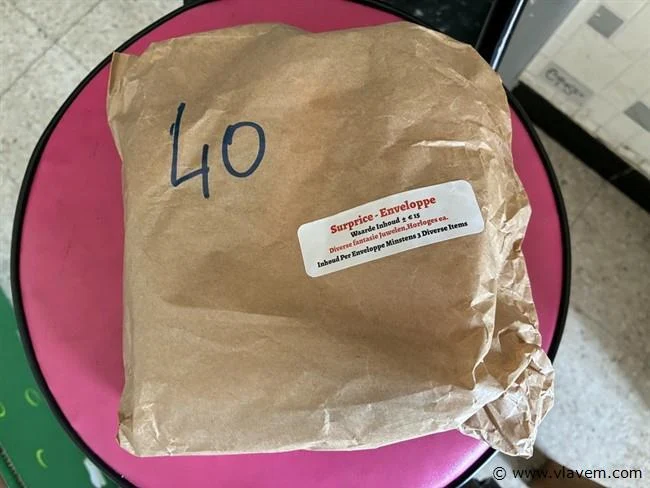 40
Surprice - Enveloppe
Waarde Inhoud ± € 15
Diverse fantasie Juwelen,Horloges ea.
Inhoud Per Enveloppe Minstens 3 Diverse Items
© www.vlavem.com